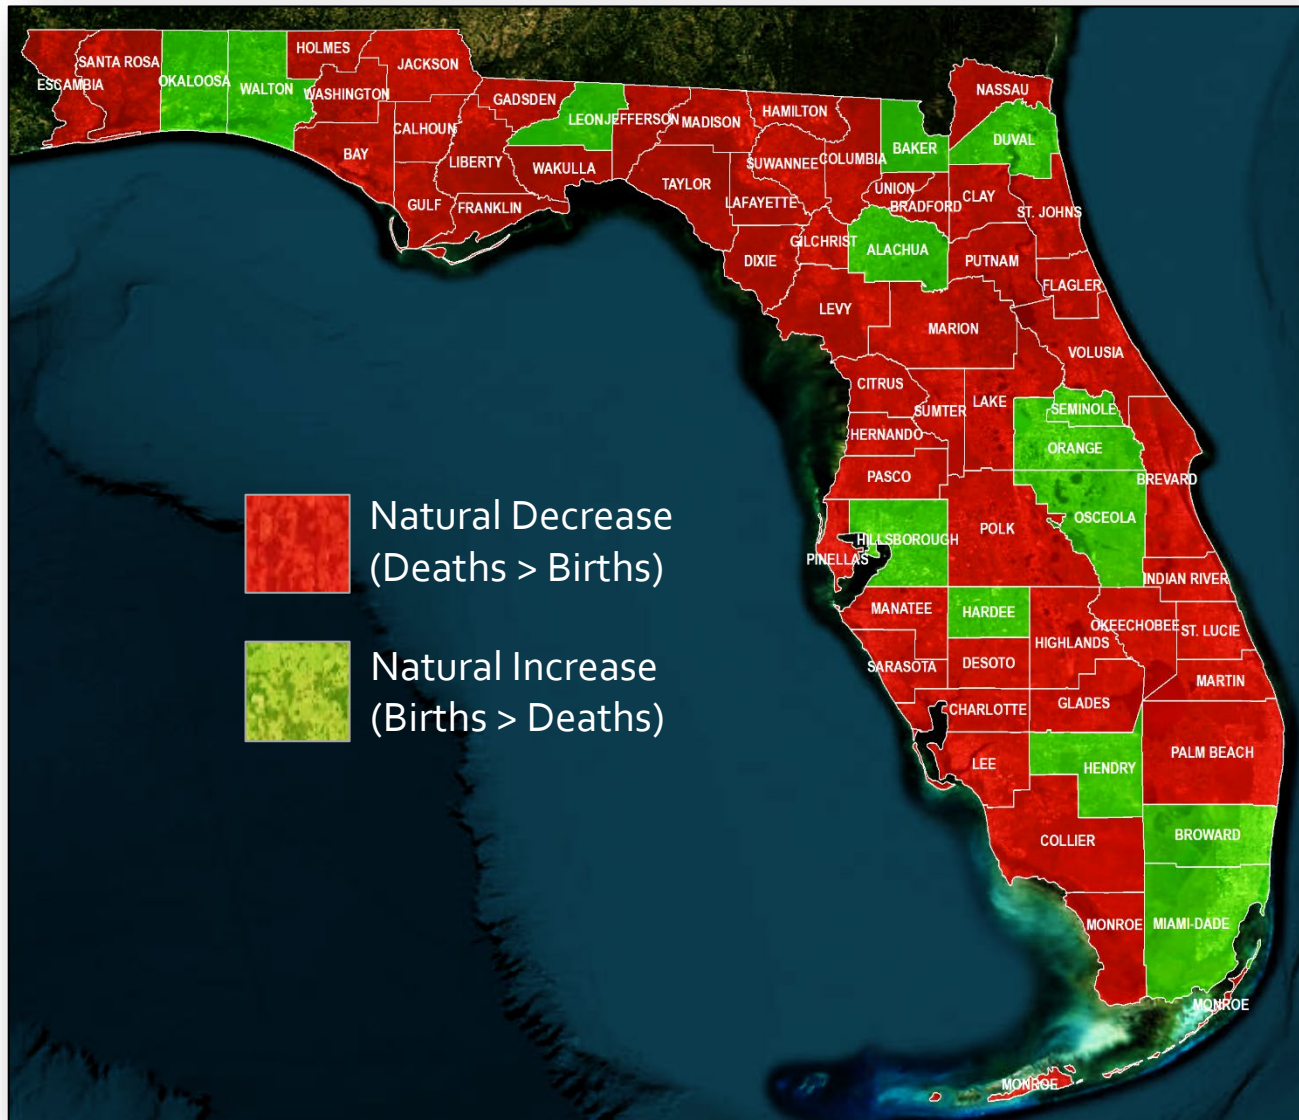 HOLMES
SANTA ROSA
JACKSON
ESCAMBIA
OKALOOSA
WALTON
WASHINGTON
NASSAU
GADSDEN
HAMILTON
LEON
JEFFERSON
MADISON
CALHOUN
DUVAL
BAKER
BAY
LIBERTY
WAKULLA
SUWANNEE
COLUMBIA
TAYLOR
UNION
CLAY
LAFAYETTE
BRADFORD
GULF
FRANKLIN
ST. JOHNS
GILCHRIST
ALACHUA
DIXIE
PUTNAM
FLAGLER
LEVY
MARION
VOLUSIA
CITRUS
LAKE
SUMTER
SEMINOLE
HERNANDO
ORANGE
PASCO
BREVARD
Natural Decrease
(Deaths > Births)
OSCEOLA
POLK
HILLSBOROUGH
PINELLAS
INDIAN RIVER
MANATEE
HARDEE
OKEECHOBEE
ST. LUCIE
HIGHLANDS
DESOTO
SARASOTA
Natural Increase
(Births > Deaths)
MARTIN
GLADES
CHARLOTTE
PALM BEACH
LEE
HENDRY
BROWARD
COLLIER
MONROE
MIAMI-DADE
MONROE
MONROE